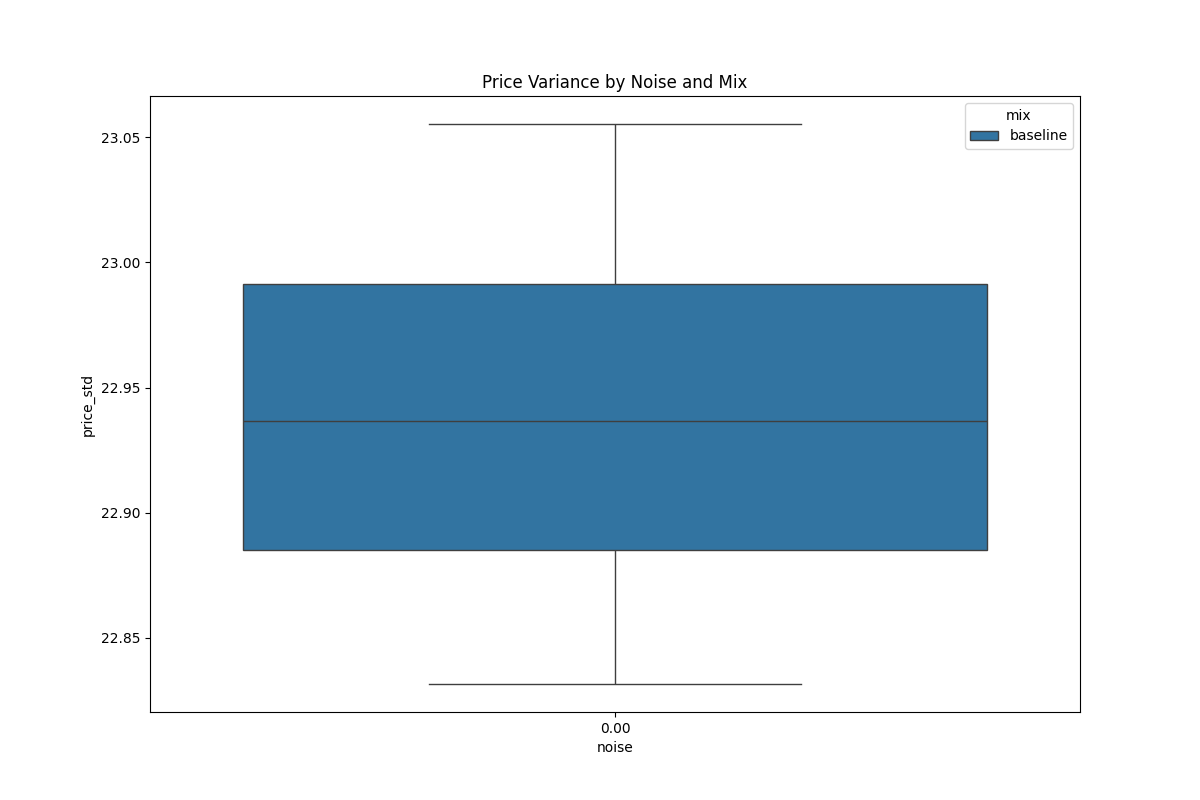 Price Variance by Noise and Mix
mix
baseline
23.05
23.00
22.95
22.90
22.85
price_std
0.00
noise